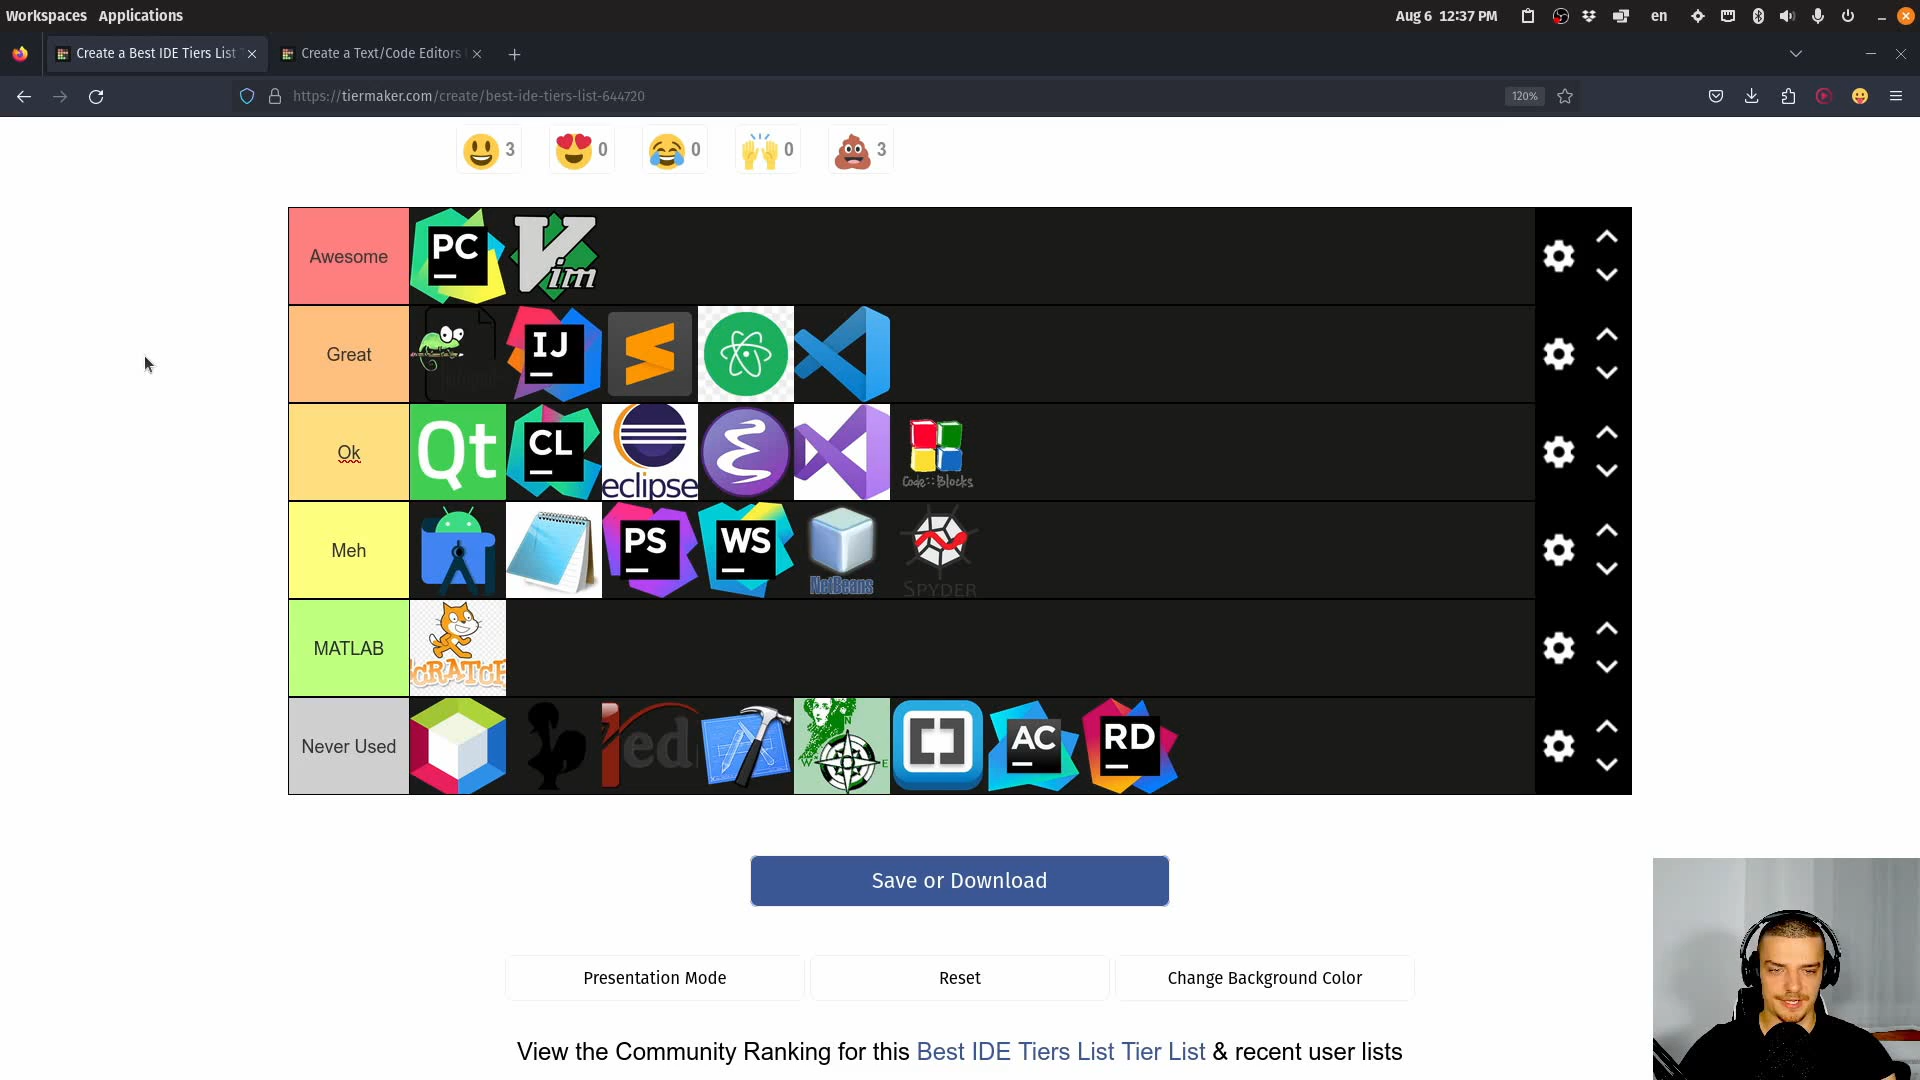 Workspaces Applications Aug 6 12:37 PM en
Create a Best IDE Tiers List Create a Text/Code Editors
https://tiermaker.com/create/best-ide-tiers-list-644720 120%
3 0 0 0 3
Awesome PC Vim
Great IJ
Ok Qt CL eclipse Code::Blocks
Meh PS WS NetBeans SPYDER
MATLAB SCRATCH
Never Used AC RD
Save or Download
Presentation Mode Reset Change Background Color
View the Community Ranking for this Best IDE Tiers List Tier List & recent user lists